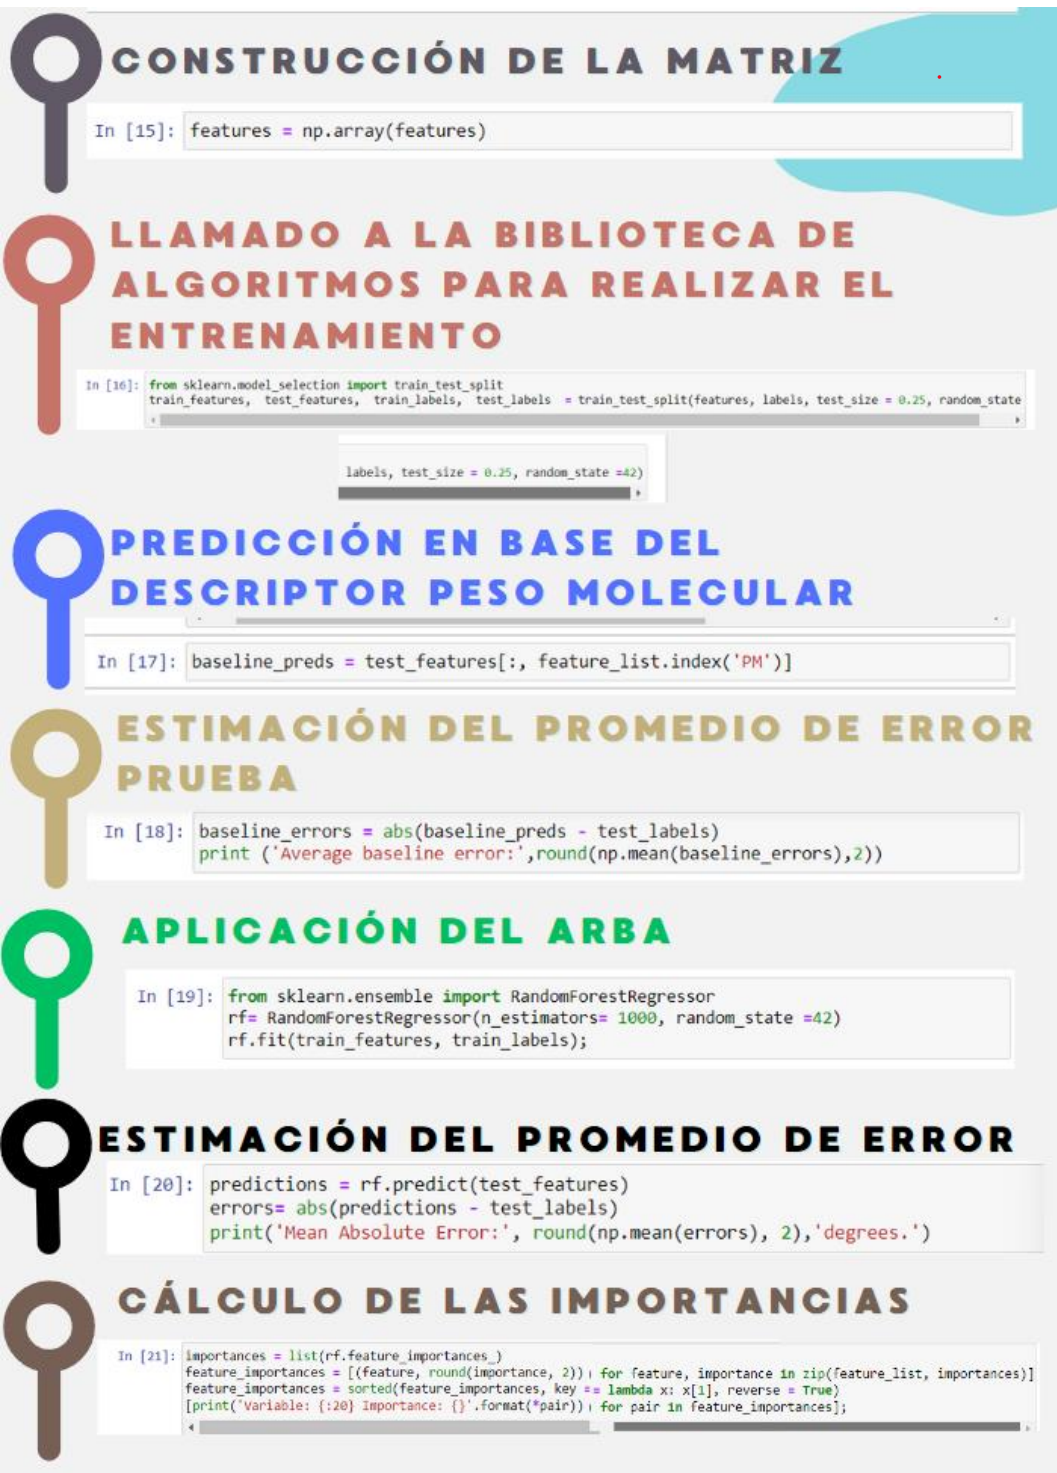 CONSTRUCCIÓN DE LA MATRIZ
In [15]: features = np.array(features)
LLAMADO A LA BIBLIOTECA DE
ALGORITMOS PARA REALIZAR EL
ENTRENAMIENTO
In [16]: from sklearn.model_selection import train_test_split
train_features, test_features, train_labels, test_labels = train_test_split(features, labels, test_size = 0.25, random_state
labels, test_size = 0.25, random_state =42)
PREDICCIÓN EN BASE DEL
DESCRIPTOR PESO MOLECULAR
In [17]: baseline_preds = test_features[:, feature_list.index('PM')]
ESTIMACIÓN DEL PROMEDIO DE ERROR
PRUEBA
In [18]: baseline_errors = abs(baseline_preds - test_labels)
print ('Average baseline error:',round(np.mean(baseline_errors),2))
APLICACIÓN DEL ARBA
In [19]: from sklearn.ensemble import RandomForestRegressor
rf= RandomForestRegressor(n_estimators= 1000, random_state =42)
rf.fit(train_features, train_labels);
ESTIMACIÓN DEL PROMEDIO DE ERROR
In [20]: predictions = rf.predict(test_features)
errors= abs(predictions - test_labels)
print('Mean Absolute Error:', round(np.mean(errors), 2),'degrees.')
CÁLCULO DE LAS IMPORTANCIAS
In [21]: importances = list(rf.feature_importances_)
feature_importances = [(feature, round(importance, 2)) for feature, importance in zip(feature_list, importances)]
feature_importances = sorted(feature_importances, key == lambda x: x[1], reverse = True)
[print('Variable: {:20} Importance: {}'.format(*pair)) for pair in feature_importances];